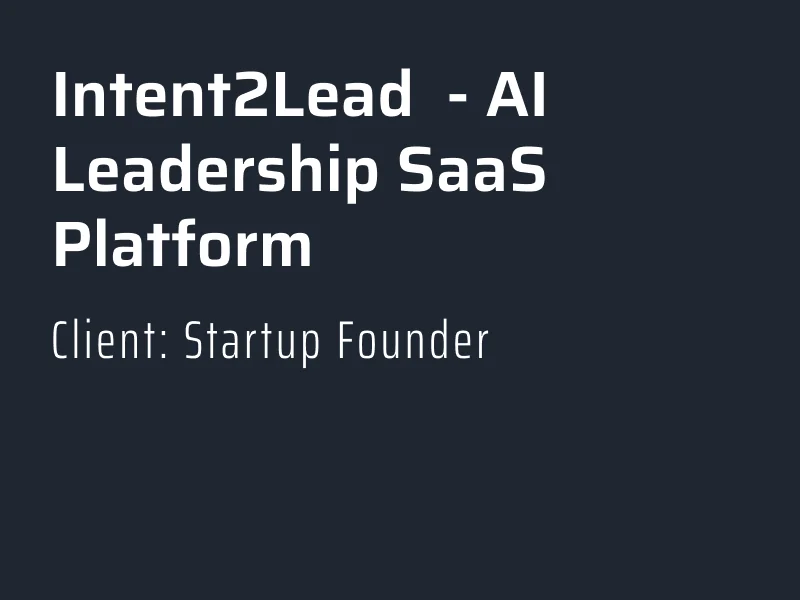 Intent2Lead  - AI
Leadership SaaS
Platform
Client: Startup Founder